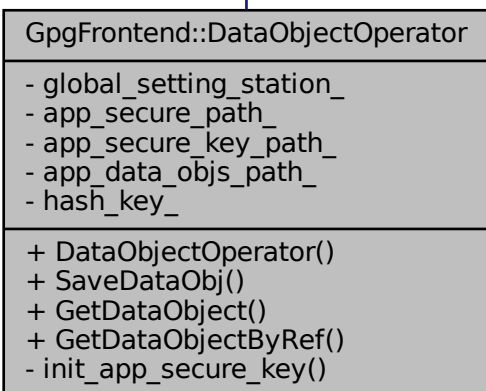 GpgFrontend::DataObjectOperator
- global_setting_station_
- app_secure_path_
- app_secure_key_path_
- app_data_objs_path_
- hash_key_
+ DataObjectOperator()
+ SaveDataObj()
+ GetDataObject()
+ GetDataObjectByRef()
- init_app_secure_key()